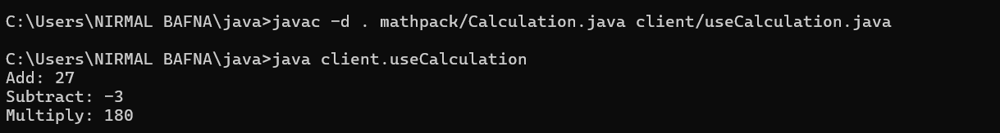 C:\Users\NIRMAL BAFNA\java>javac -d . mathpack/Calculation.java client/useCalculation.java
C:\Users\NIRMAL BAFNA\java>java client.useCalculation
Add: 27
Subtract: -3
Multiply: 180